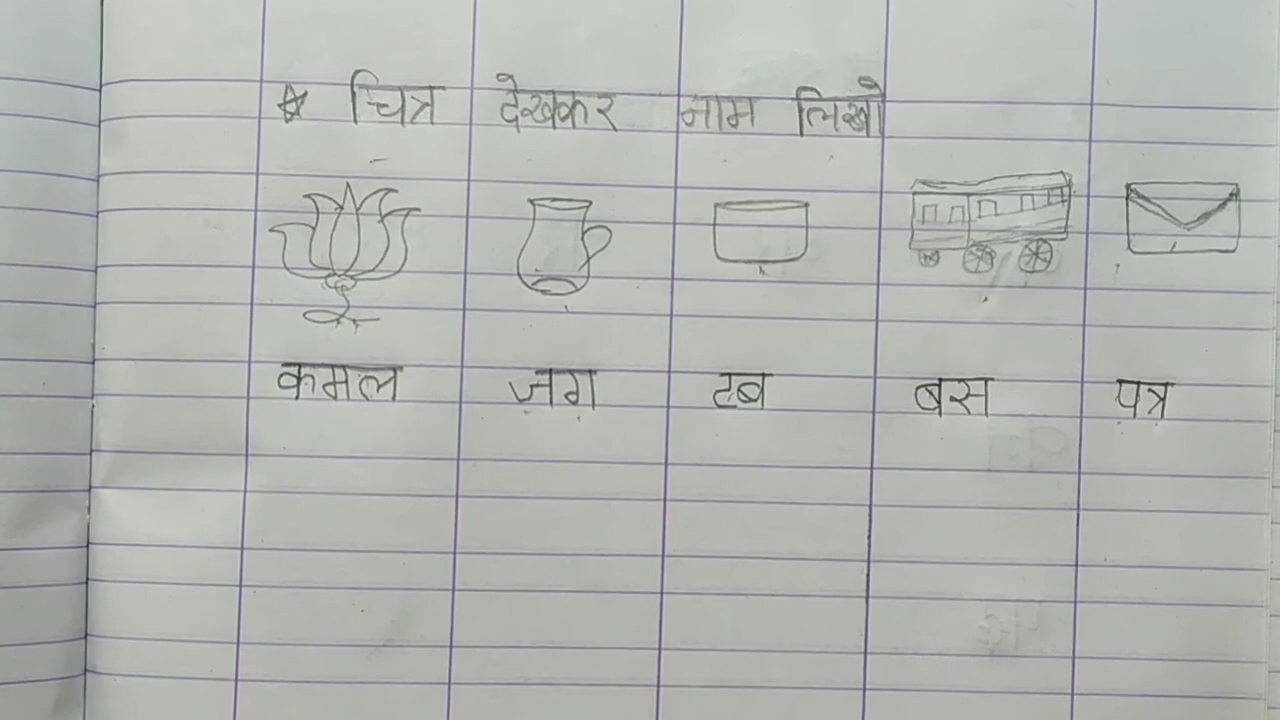 ☆ चित्र देखकर नाम लिखो
कमल जग टब बस पत्र